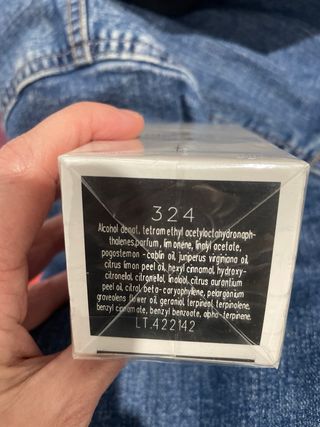 324
Alcohol denat, tetramethyl acetyloctahydronaph-
thalenes,parfum, limonene, linalyl acetate,
pogostemon - cablin oil, juniperus virginiana oil,
citrus limon peel oil, hexyl cinnamal, hydroxy-
citronellal, citronellol, linalool, citrus aurantium
peel oil, citral, beta - caryophyllene, pelargonium
graveolens flower oil, geraniol, terpineol, terpinolene,
benzyl cinnamate, benzyl benzoate, alpha - terpinene.
LT.422142